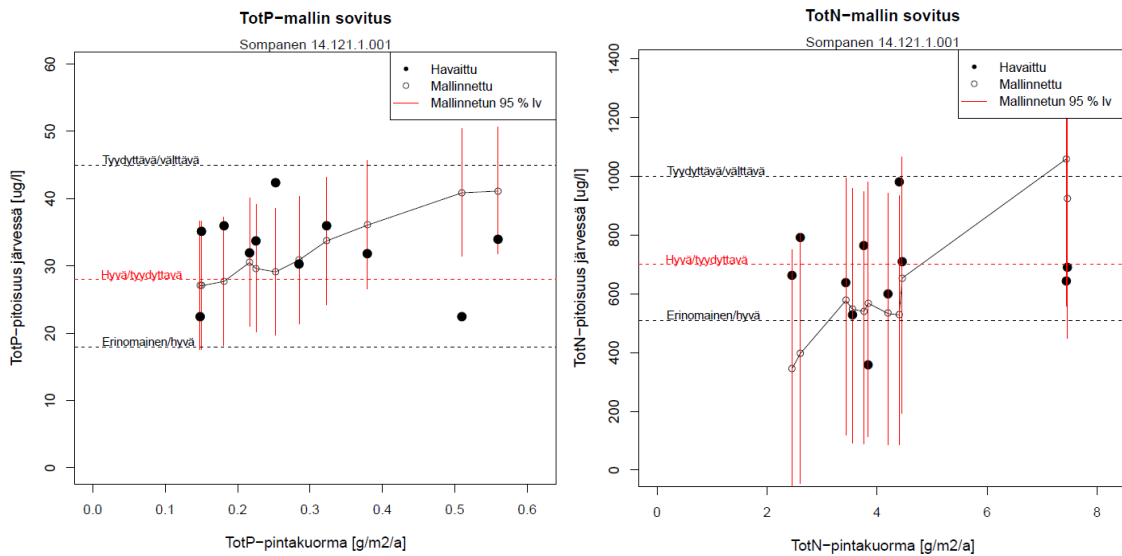 TotP−mallin sovitus
Sompanen 14.121.1.001
Havaittu
Mallinnettu
Mallinnetun 95 % lv
Tyydyttävä/välttävä
Hyvä/tyydyttävä
Erinomainen/hyvä
60
50
40
30
20
10
0
TotP−pitoisuus järvessä [ug/l]
0.0 0.1 0.2 0.3 0.4 0.5 0.6
TotP−pintakuorma [g/m2/a]
TotN−mallin sovitus
Sompanen 14.121.1.001
Havaittu
Mallinnettu
Mallinnetun 95 % lv
Tyydyttävä/välttävä
Hyvä/tyydyttävä
Erinomainen/hyvä
1400
1200
1000
800
600
400
200
0
TotN−pitoisuus järvessä [ug/l]
0 2 4 6 8
TotN−pintakuorma [g/m2/a]